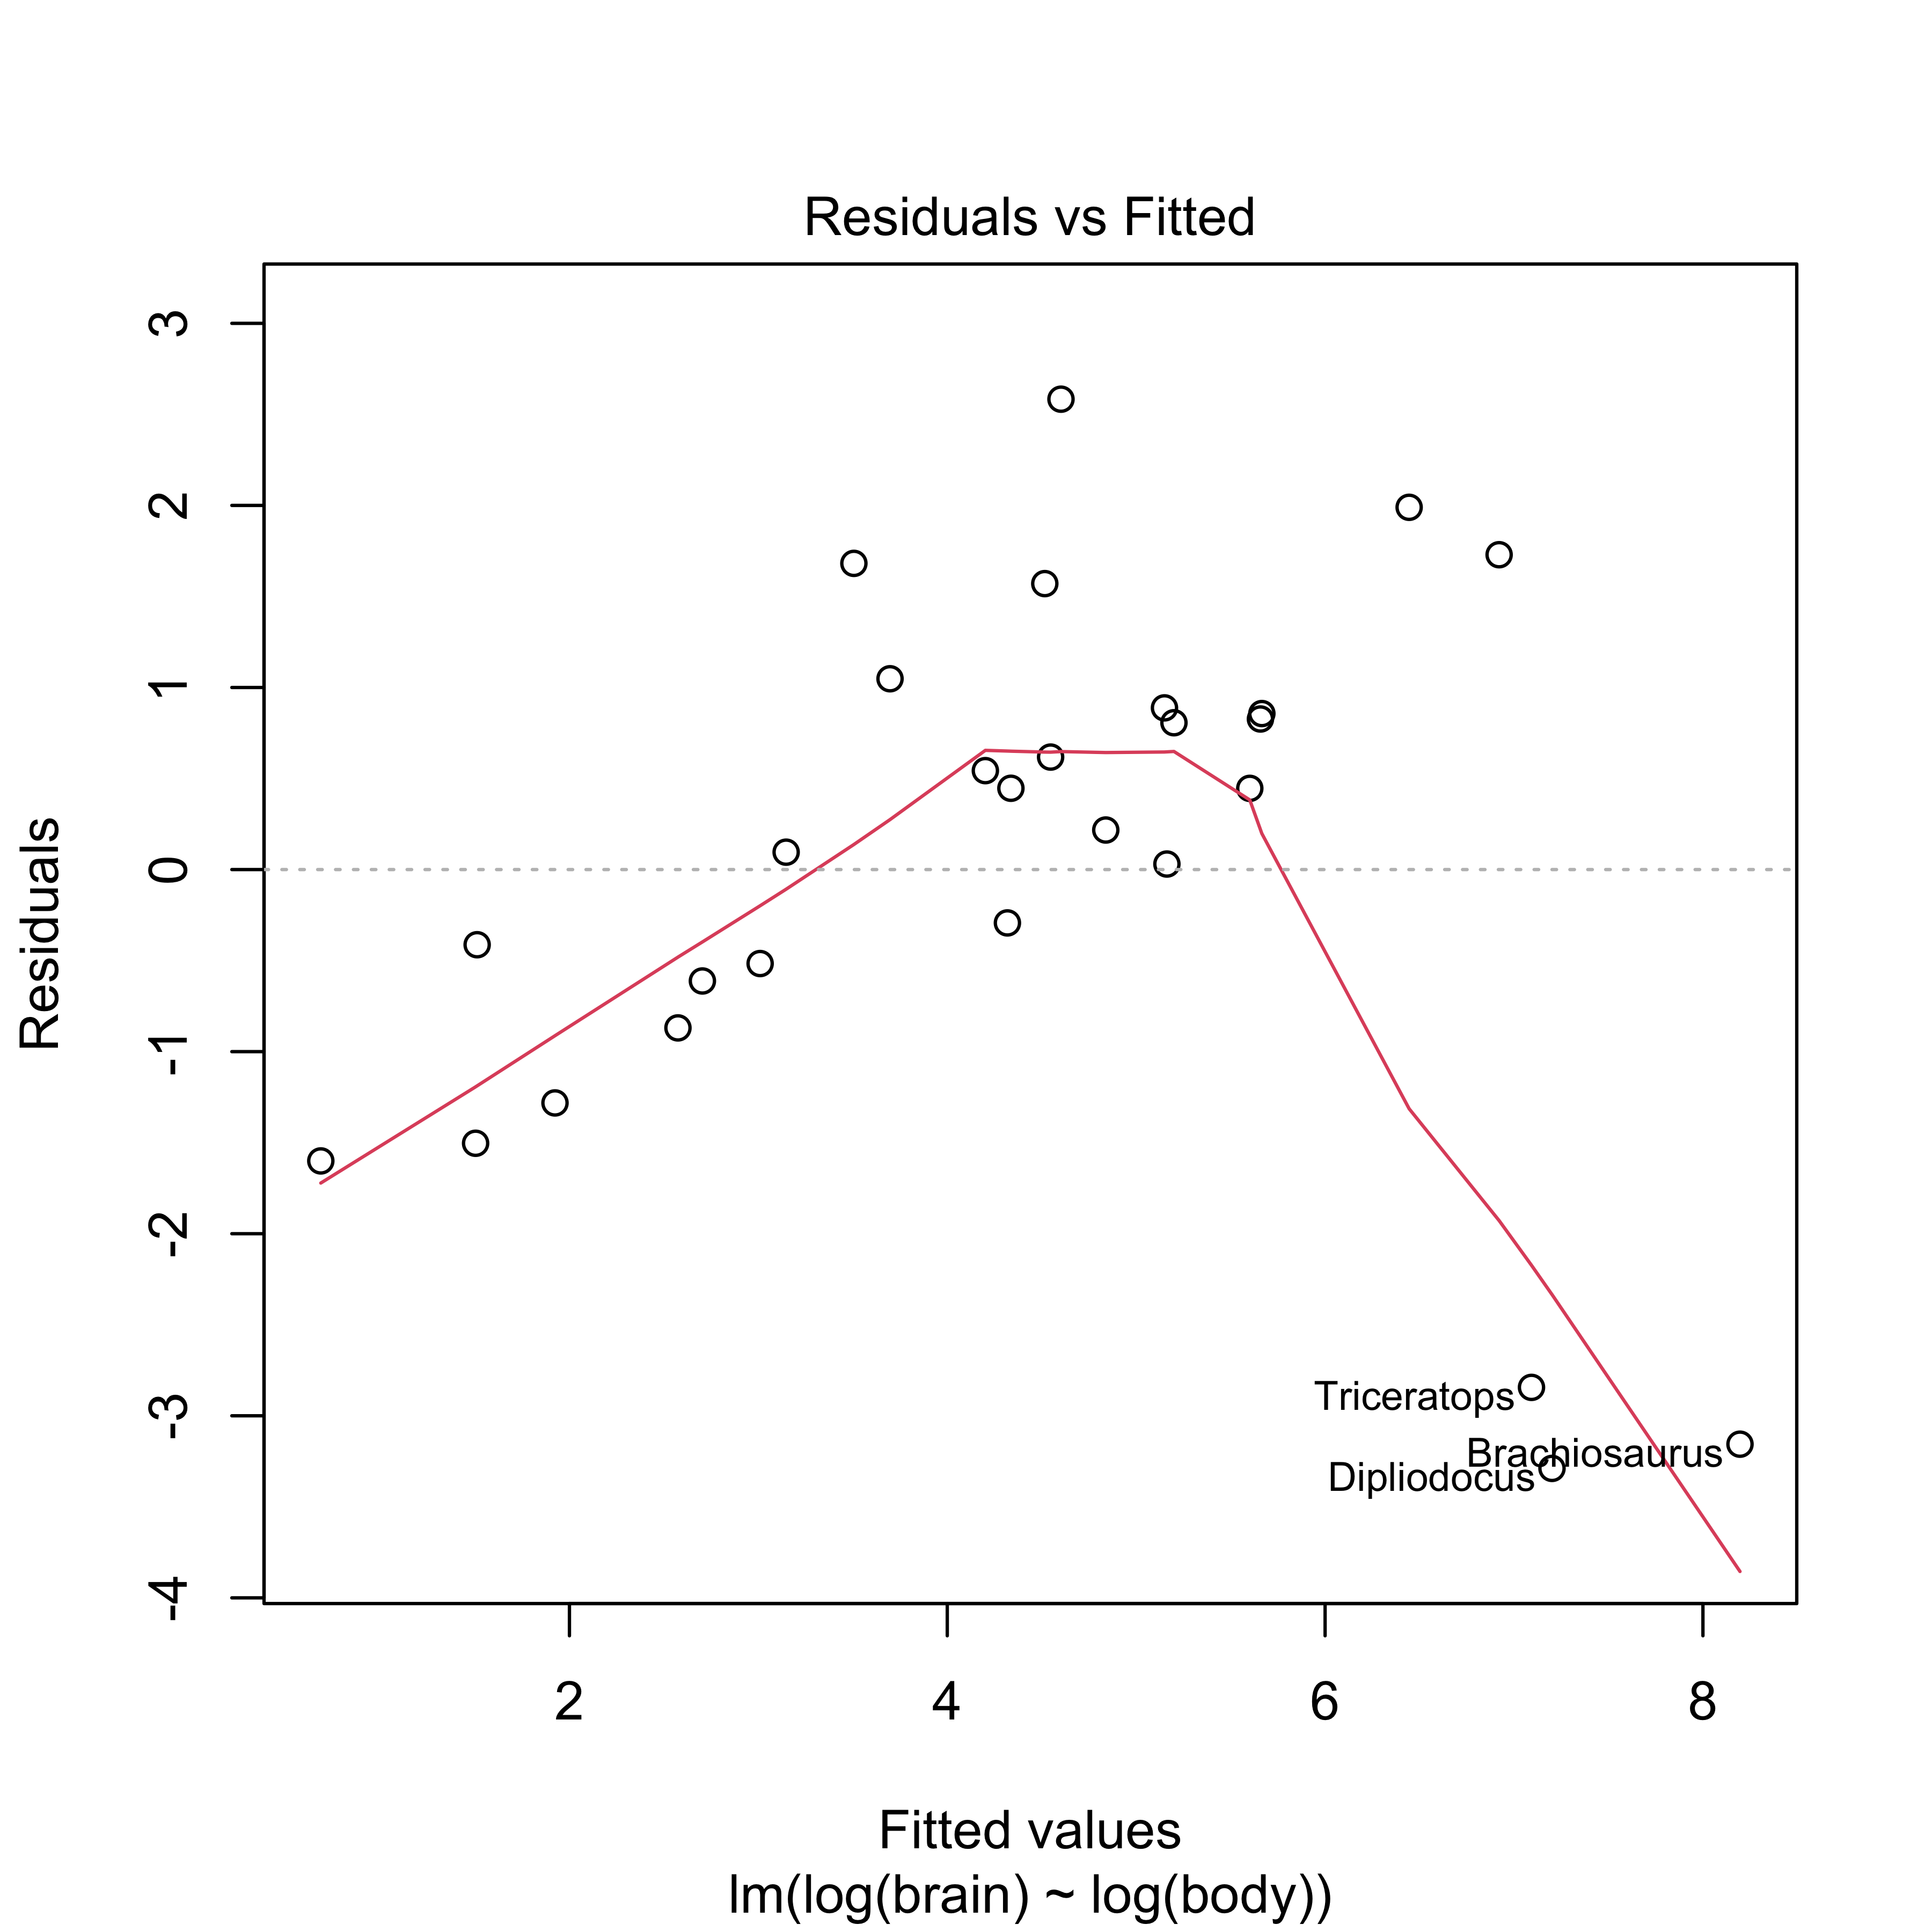 Residuals vs Fitted
Residuals
3
2
1
0
-1
-2
-3
-4
Triceratops
Brachiosaurus
Dipliodocus
2 4 6 8
Fitted values
lm(log(brain) ~ log(body))